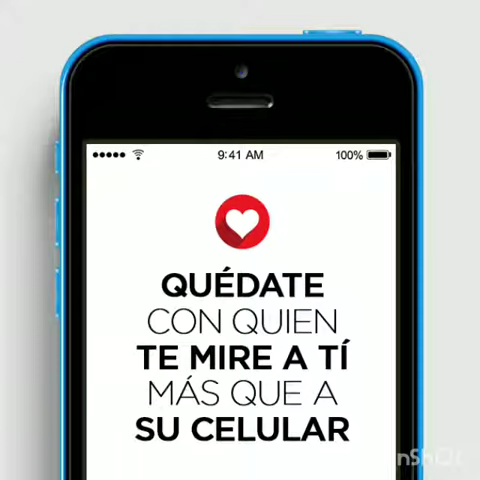 9:41 AM 100%
QUÉDATE
CON QUIEN
TE MIRE A TÍ
MÁS QUE A
SU CELULAR